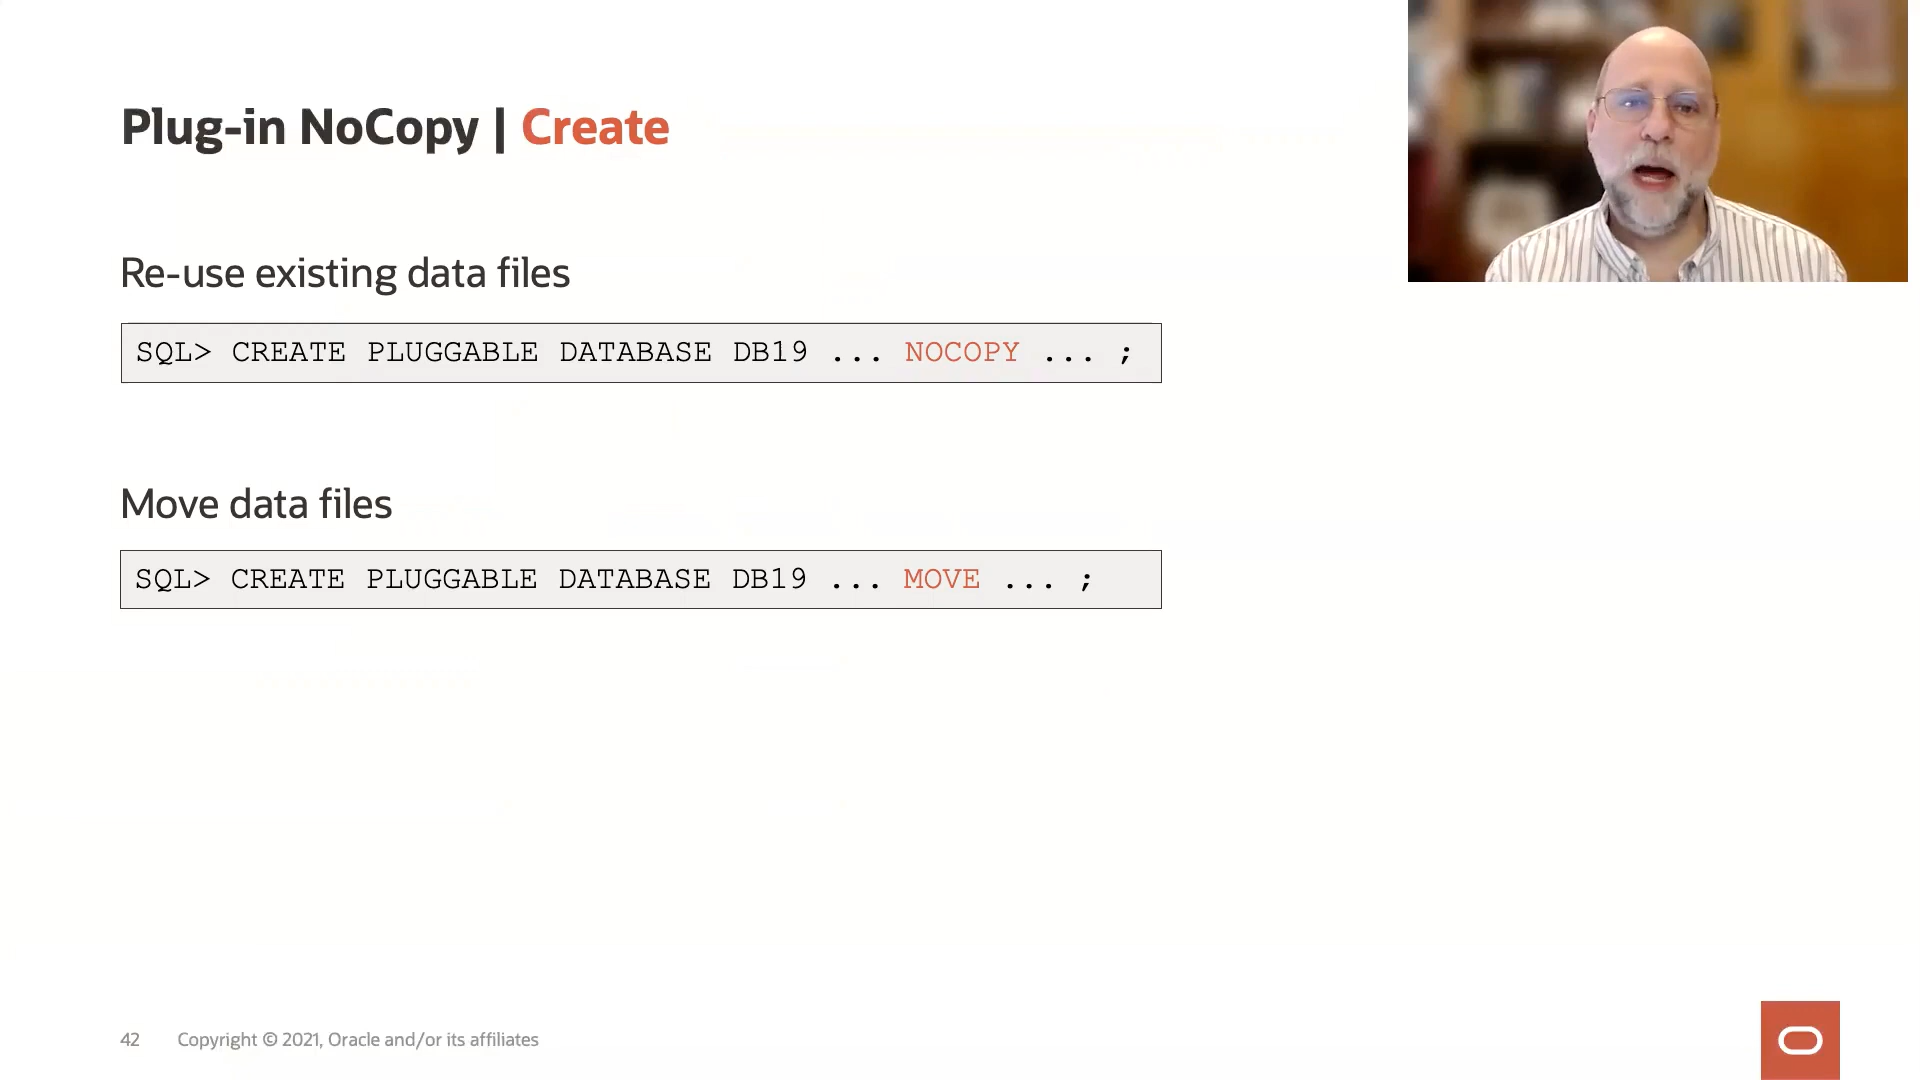 Plug-in NoCopy | Create
Re-use existing data files
SQL> CREATE PLUGGABLE DATABASE DB19 ... NOCOPY ... ;
Move data files
SQL> CREATE PLUGGABLE DATABASE DB19 ... MOVE ... ;
42 Copyright © 2021, Oracle and/or its affiliates